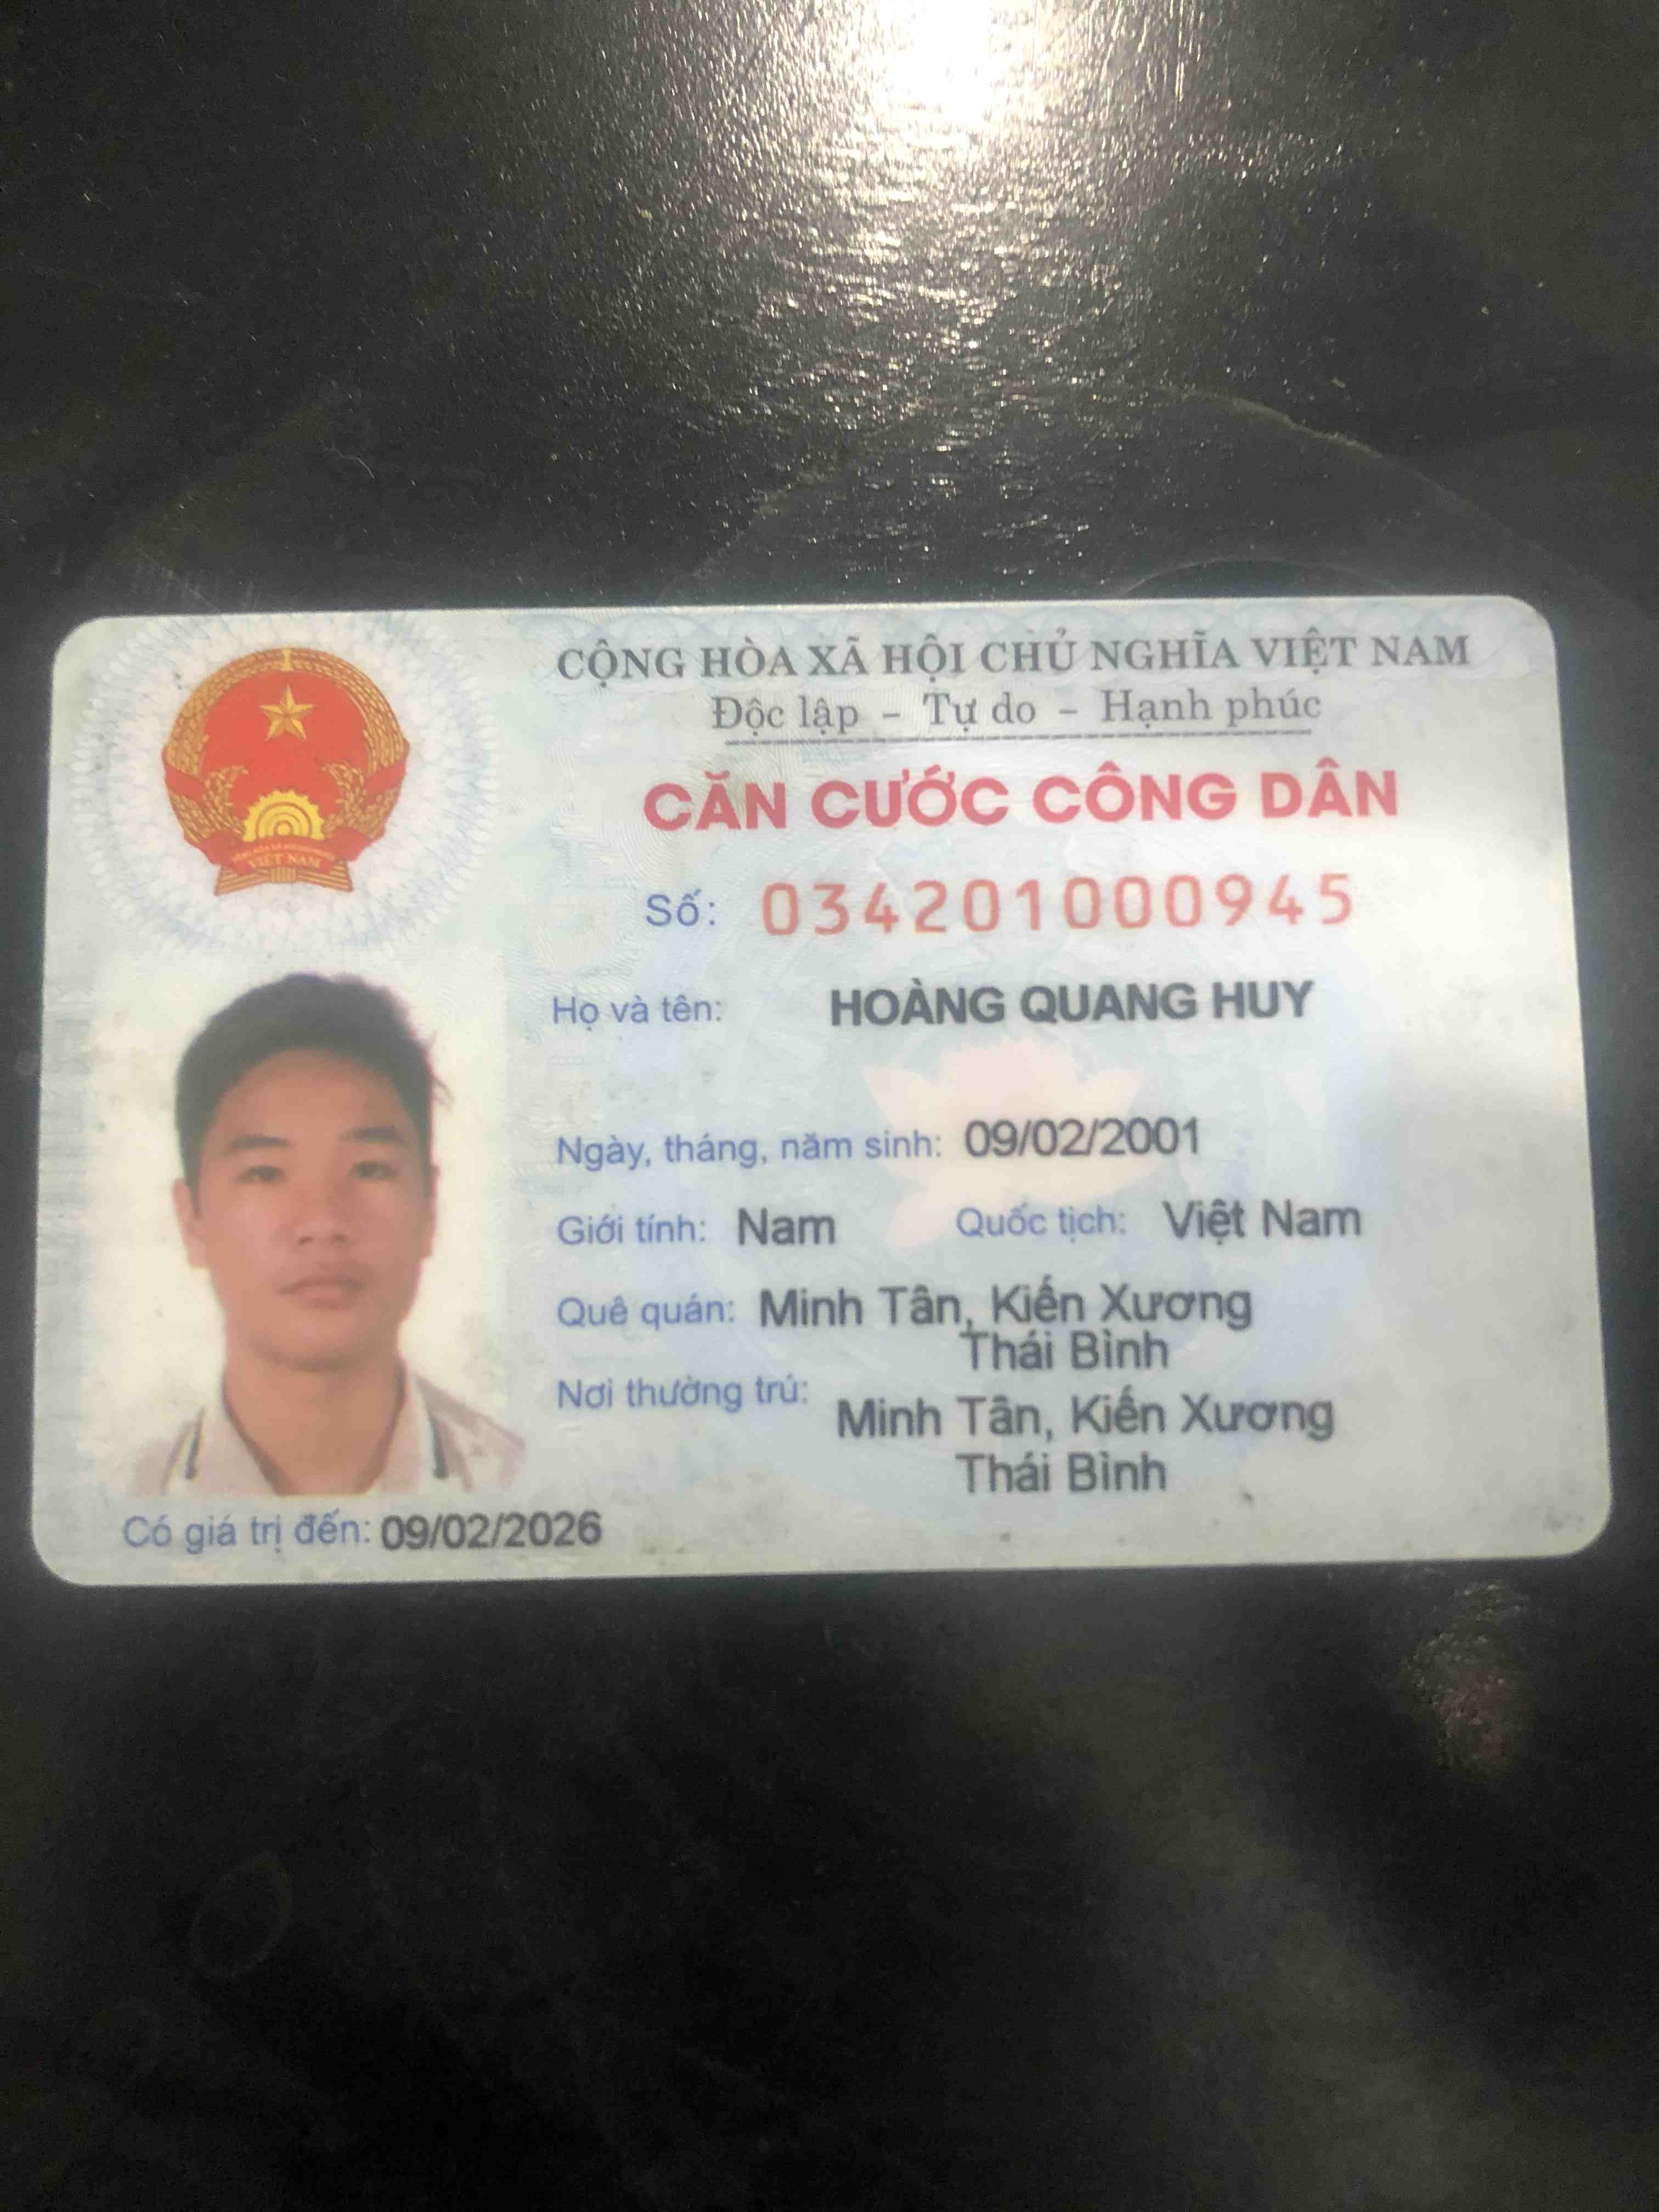 CỘNG HÒA XÃ HỘI CHỦ NGHĨA VIỆT NAM
Độc lập - Tự do - Hạnh phúc
CĂN CƯỚC CÔNG DÂN
Số: 034201000945
Họ và tên: HOÀNG QUANG HUY
Ngày, tháng, năm sinh: 09/02/2001
Giới tính: Nam Quốc tịch: Việt Nam
Quê quán: Minh Tân, Kiến Xương
Thái Bình
Nơi thường trú:
Minh Tân, Kiến Xương
Thái Bình
Có giá trị đến: 09/02/2026
VIỆT NAM